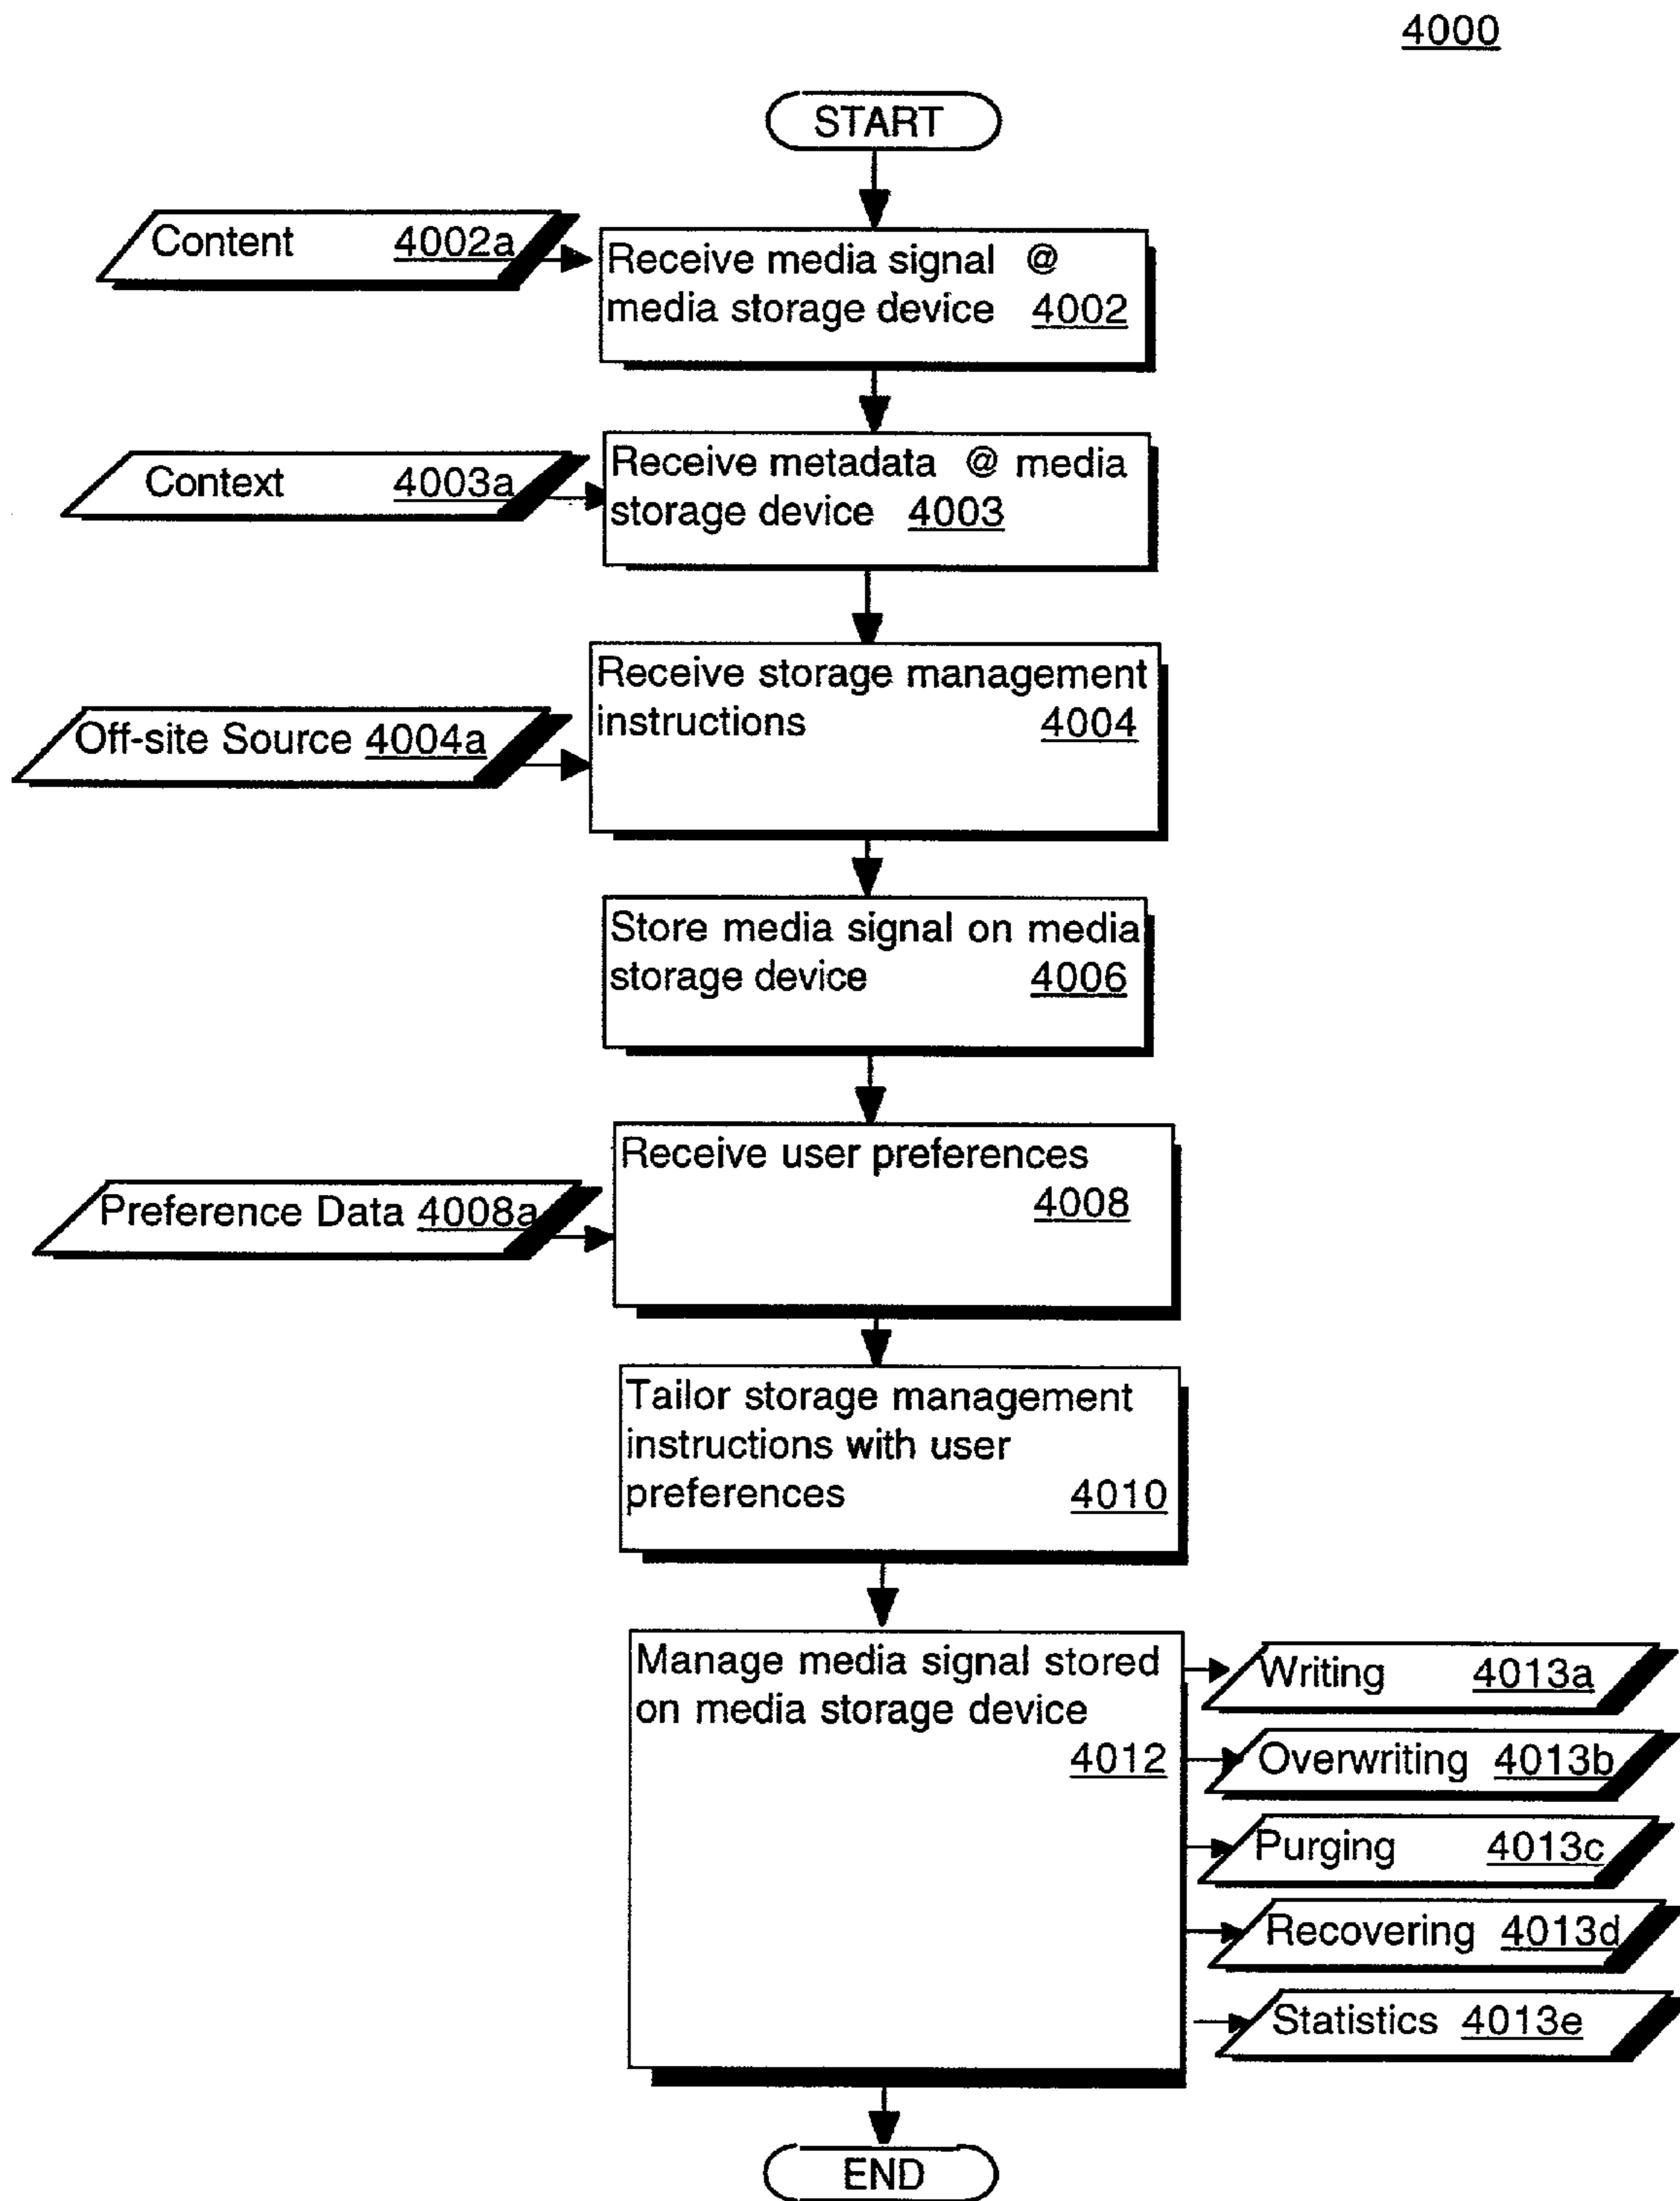 4000
START
Content 4002a
Receive media signal @
media storage device 4002
Context 4003a
Receive metadata @ media
storage device 4003
Off-site Source 4004a
Receive storage management
instructions 4004
Store media signal on media
storage device 4006
Preference Data 4008a
Receive user preferences
4008
Tailor storage management
instructions with user
preferences 4010
Manage media signal stored
on media storage device
4012
Writing 4013a
Overwriting 4013b
Purging 4013c
Recovering 4013d
Statistics 4013e
END